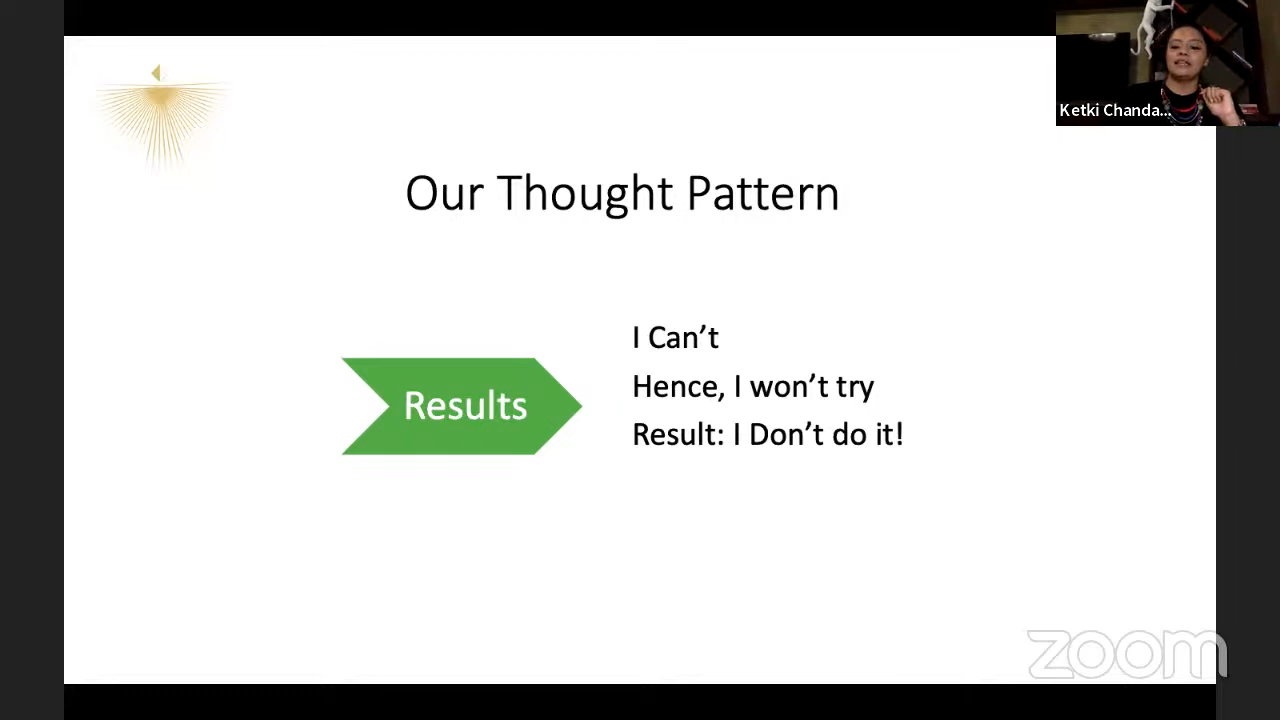 Ketki Chanda...
Our Thought Pattern
Results
I Can’t
Hence, I won’t try
Result: I Don’t do it!
zoom